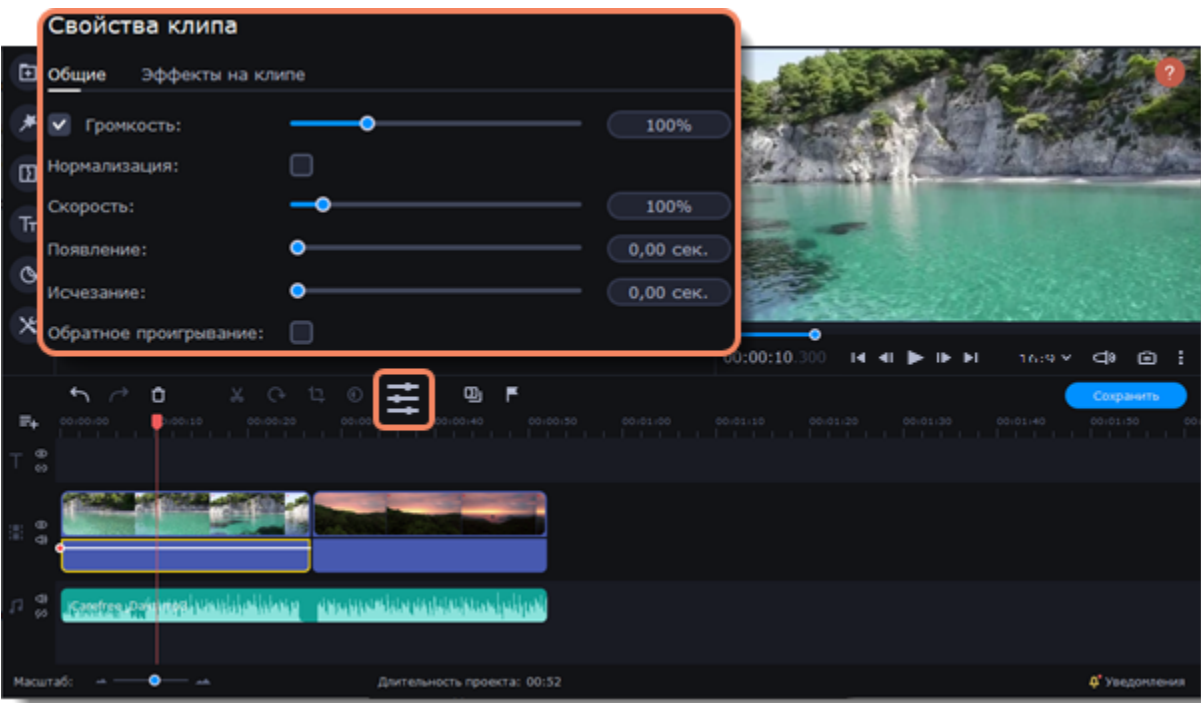 Свойства клипа
Общие Эффекты на клипе
Громкость: 100%
Нормализация:
Скорость: 100%
Появление: 0,00 сек.
Исчезание: 0,00 сек.
Обратное проигрывание:
?
00:00:10.300 16:9
Сохранить
00:00:00 00:00:10 00:00:20 00:00:40 00:00:50 00:01:00 00:01:10 00:01:20 00:01:30 00:01:40 00:01:50
Carefree
Масштаб: Длительность проекта: 00:52 Уведомления